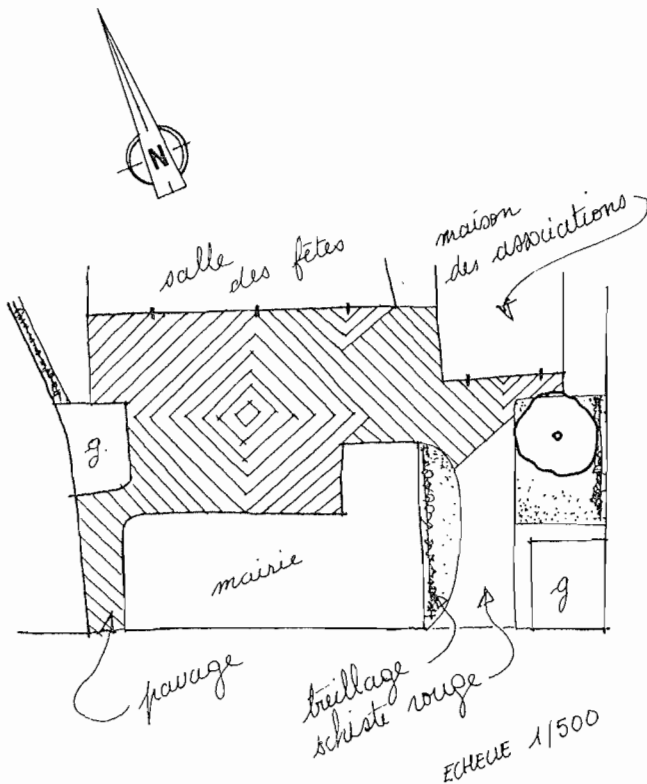 N
salle
des fêtes
maison
des associations
g.
mairie
g
pavage
treillage
schiste rouge
ECHELLE 1/500